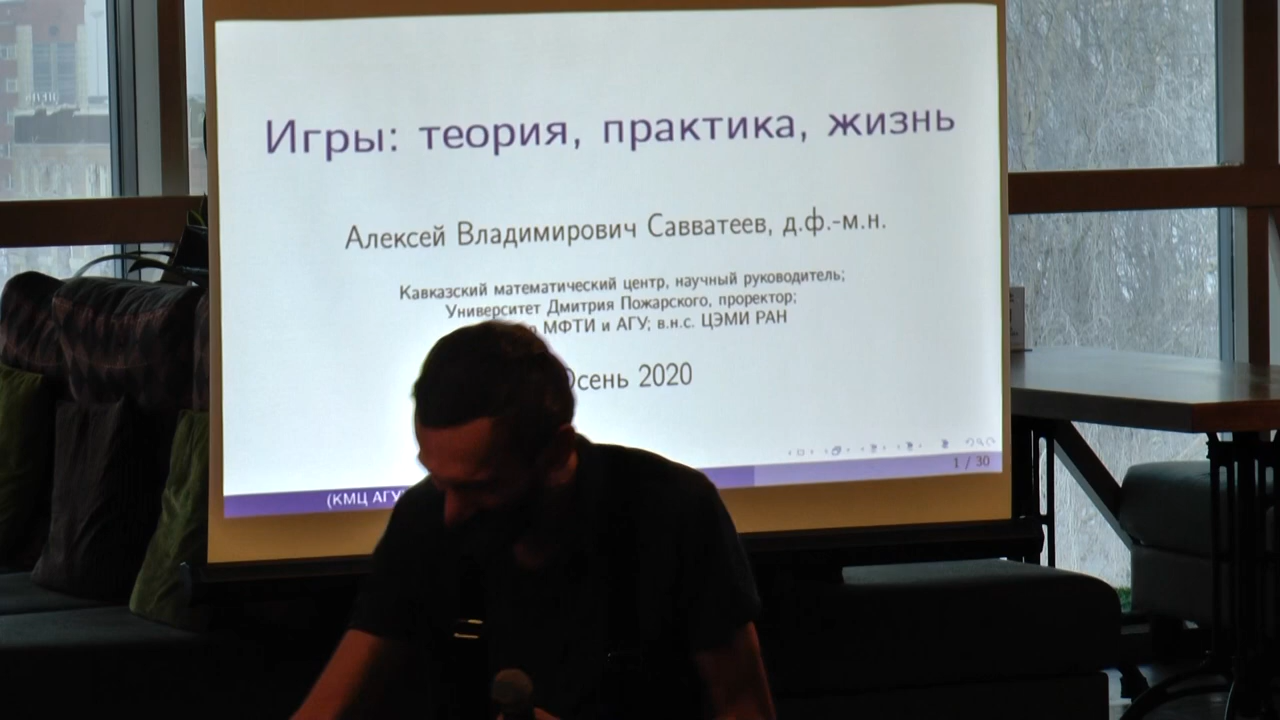 Игры: теория, практика, жизнь
Алексей Владимирович Савватеев, д.ф.-м.н.
Кавказский математический центр, научный руководитель;
Университет Дмитрия Пожарского, проректор;
МФТИ и АГУ; в.н.с. ЦЭМИ РАН
Осень 2020
(КМЦ АГУ)
1 / 30